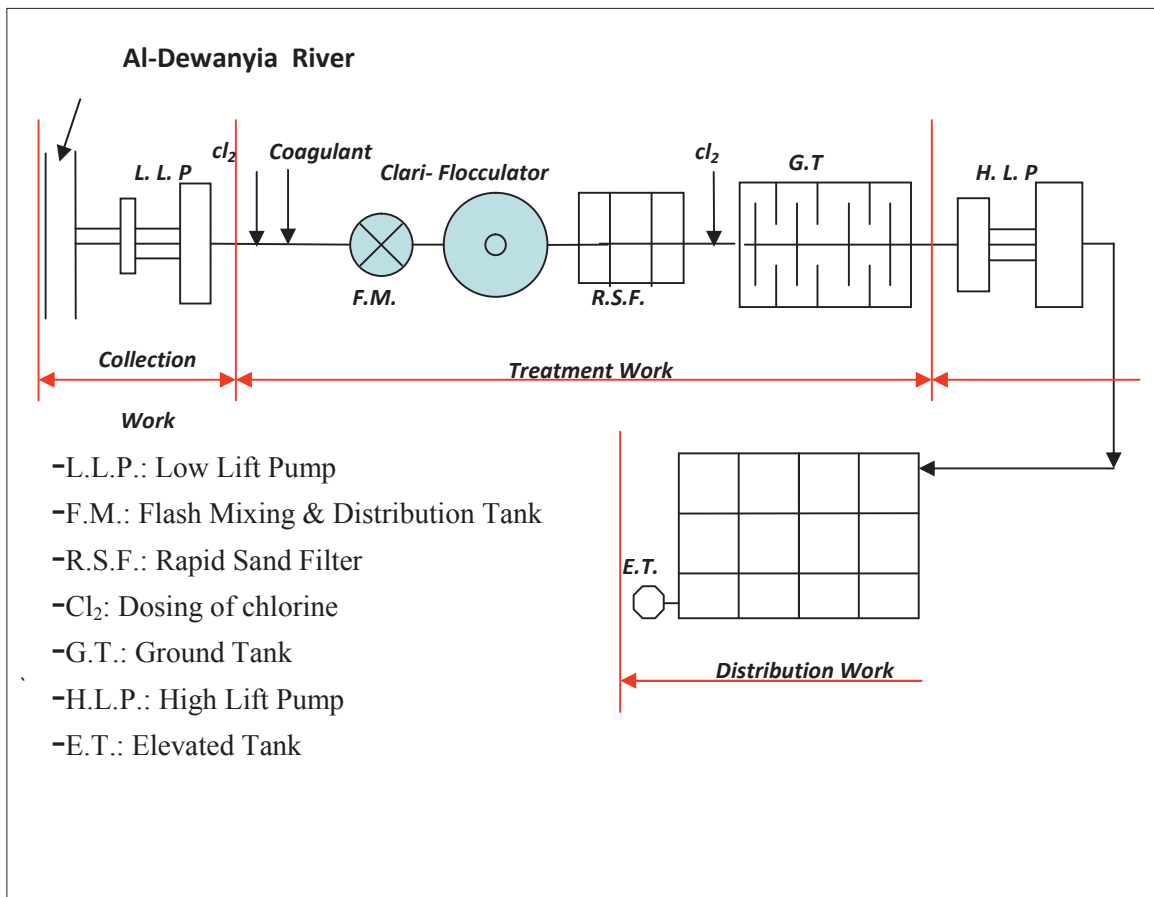 Al-Dewanyia River
L. L. P
cl₂
Coagulant
Clari- Flocculator
F.M.
R.S.F.
cl₂
G.T
H. L. P
Collection
Work
Treatment Work
-L.L.P.: Low Lift Pump
-F.M.: Flash Mixing & Distribution Tank
-R.S.F.: Rapid Sand Filter
-Cl₂: Dosing of chlorine
-G.T.: Ground Tank
-H.L.P.: High Lift Pump
-E.T.: Elevated Tank
E.T.
Distribution Work
`